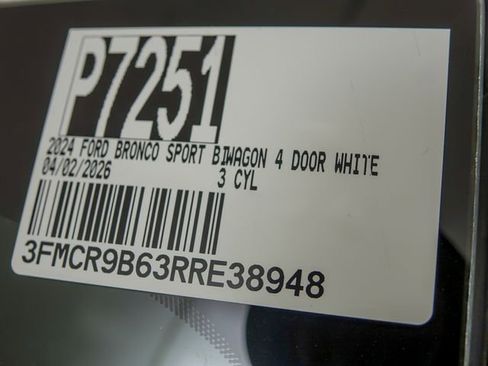 P7251
2024 FORD BRONCO SPORT BIWAGON 4 DOOR WHITE
04/02/2026 3 CYL
3FMCR9B63RRE38948